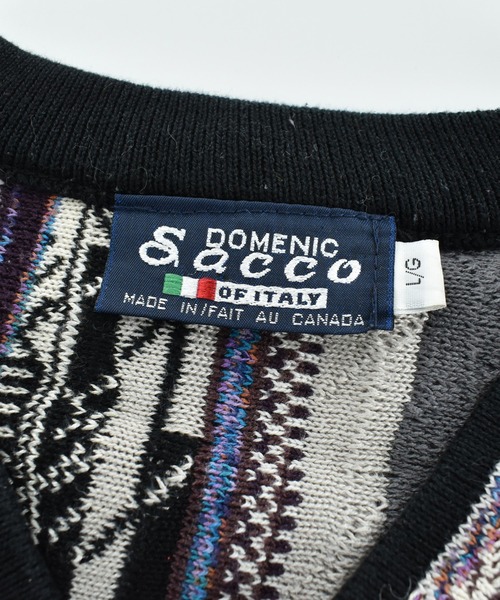 DOMENIC
Sacco
OF ITALY
MADE IN/FAIT AU CANADA
L/G